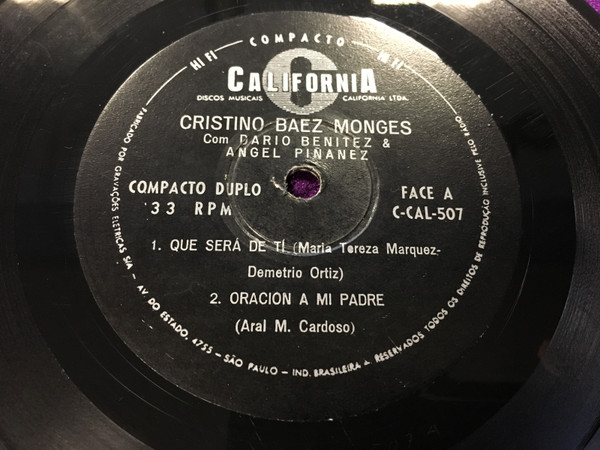 HI FI COMPACTO HI FI
CALIFORNIA
DISCOS MUSICAIS CALIFORNIA LTDA.
CRISTINO BAEZ MONGES
Com DARIO BENITEZ &
ANGEL PIÑANEZ
COMPACTO DUPLO
33 RPM
FACE A
C-CAL-507
1. QUE SERÁ DE TÍ (Maria Tereza Marquez-
Demetrio Ortiz)
2. ORACION A MI PADRE
(Aral M. Cardoso)
FABRICADO POR GRAVAÇÕES ELETRICAS S/A - AV. DO ESTADO, 4755 - SÃO PAULO - IND. BRASILEIRA - RESERVADOS TODOS OS DIREITOS DE REPRODUÇÃO INCLUSIVE PELO RADIO